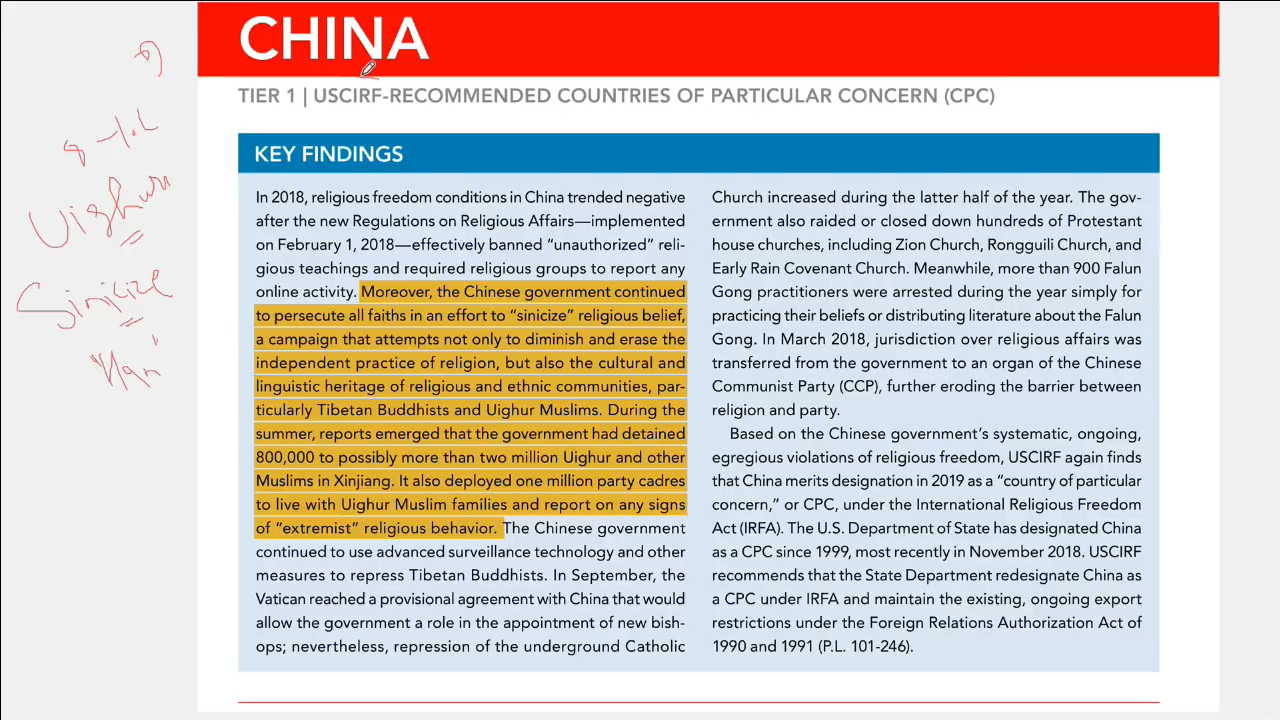 CHINA
TIER 1 | USCIRF-RECOMMENDED COUNTRIES OF PARTICULAR CONCERN (CPC)
KEY FINDINGS
In 2018, religious freedom conditions in China trended negative
after the new Regulations on Religious Affairs—implemented
on February 1, 2018—effectively banned “unauthorized” reli-
gious teachings and required religious groups to report any
online activity. Moreover, the Chinese government continued
to persecute all faiths in an effort to “sinicize” religious belief,
a campaign that attempts not only to diminish and erase the
independent practice of religion, but also the cultural and
linguistic heritage of religious and ethnic communities, par-
ticularly Tibetan Buddhists and Uighur Muslims. During the
summer, reports emerged that the government had detained
800,000 to possibly more than two million Uighur and other
Muslims in Xinjiang. It also deployed one million party cadres
to live with Uighur Muslim families and report on any signs
of “extremist” religious behavior. The Chinese government
continued to use advanced surveillance technology and other
measures to repress Tibetan Buddhists. In September, the
Vatican reached a provisional agreement with China that would
allow the government a role in the appointment of new bish-
ops; nevertheless, repression of the underground Catholic
Church increased during the latter half of the year. The gov-
ernment also raided or closed down hundreds of Protestant
house churches, including Zion Church, Rongguili Church, and
Early Rain Covenant Church. Meanwhile, more than 900 Falun
Gong practitioners were arrested during the year simply for
practicing their beliefs or distributing literature about the Falun
Gong. In March 2018, jurisdiction over religious affairs was
transferred from the government to an organ of the Chinese
Communist Party (CCP), further eroding the barrier between
religion and party.
Based on the Chinese government’s systematic, ongoing,
egregious violations of religious freedom, USCIRF again finds
that China merits designation in 2019 as a “country of particular
concern,” or CPC, under the International Religious Freedom
Act (IRFA). The U.S. Department of State has designated China
as a CPC since 1999, most recently in November 2018. USCIRF
recommends that the State Department redesignate China as
a CPC under IRFA and maintain the existing, ongoing export
restrictions under the Foreign Relations Authorization Act of
1990 and 1991 (P.L. 101-246).
Uighur
Sinicize